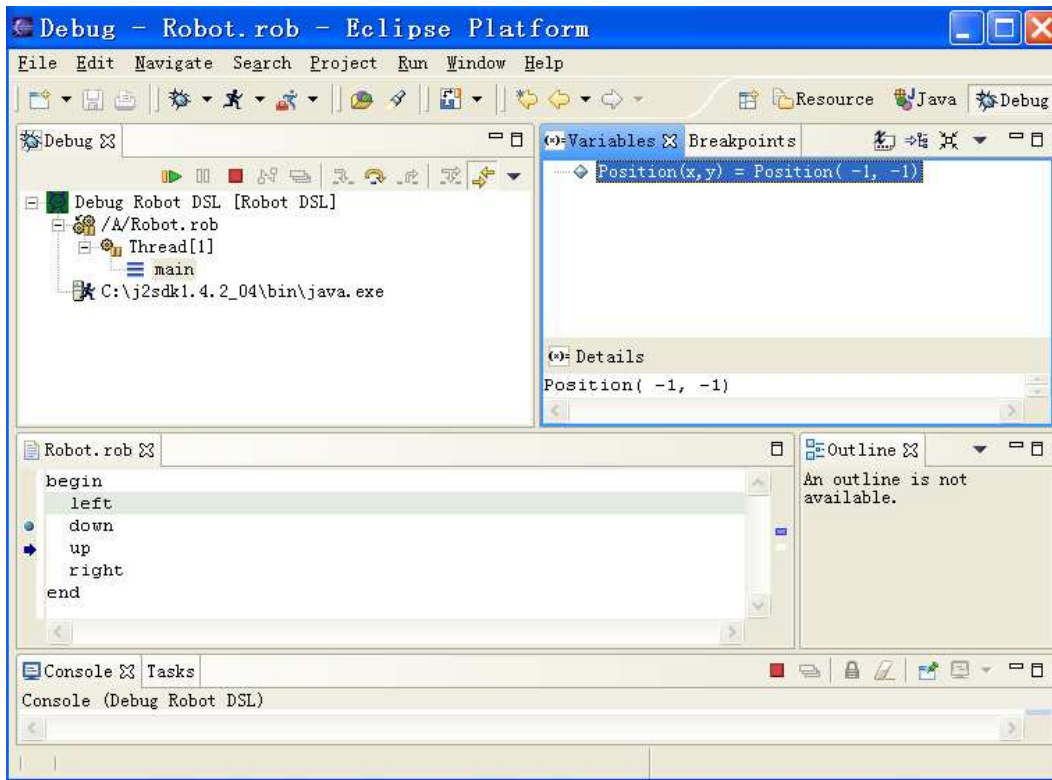 Debug - Robot.rob - Eclipse Platform
File Edit Navigate Search Project Run Window Help
Resource Java Debug
Debug
Variables Breakpoints
Position(x,y) = Position( -1, -1)
Debug Robot DSL [Robot DSL]
/A/Robot.rob
Thread[1]
main
C:\j2sdk1.4.2_04\bin\java.exe
(x)= Details
Position( -1, -1)
Robot.rob
begin
left
down
up
right
end
Outline
An outline is not
available.
Console Tasks
Console (Debug Robot DSL)